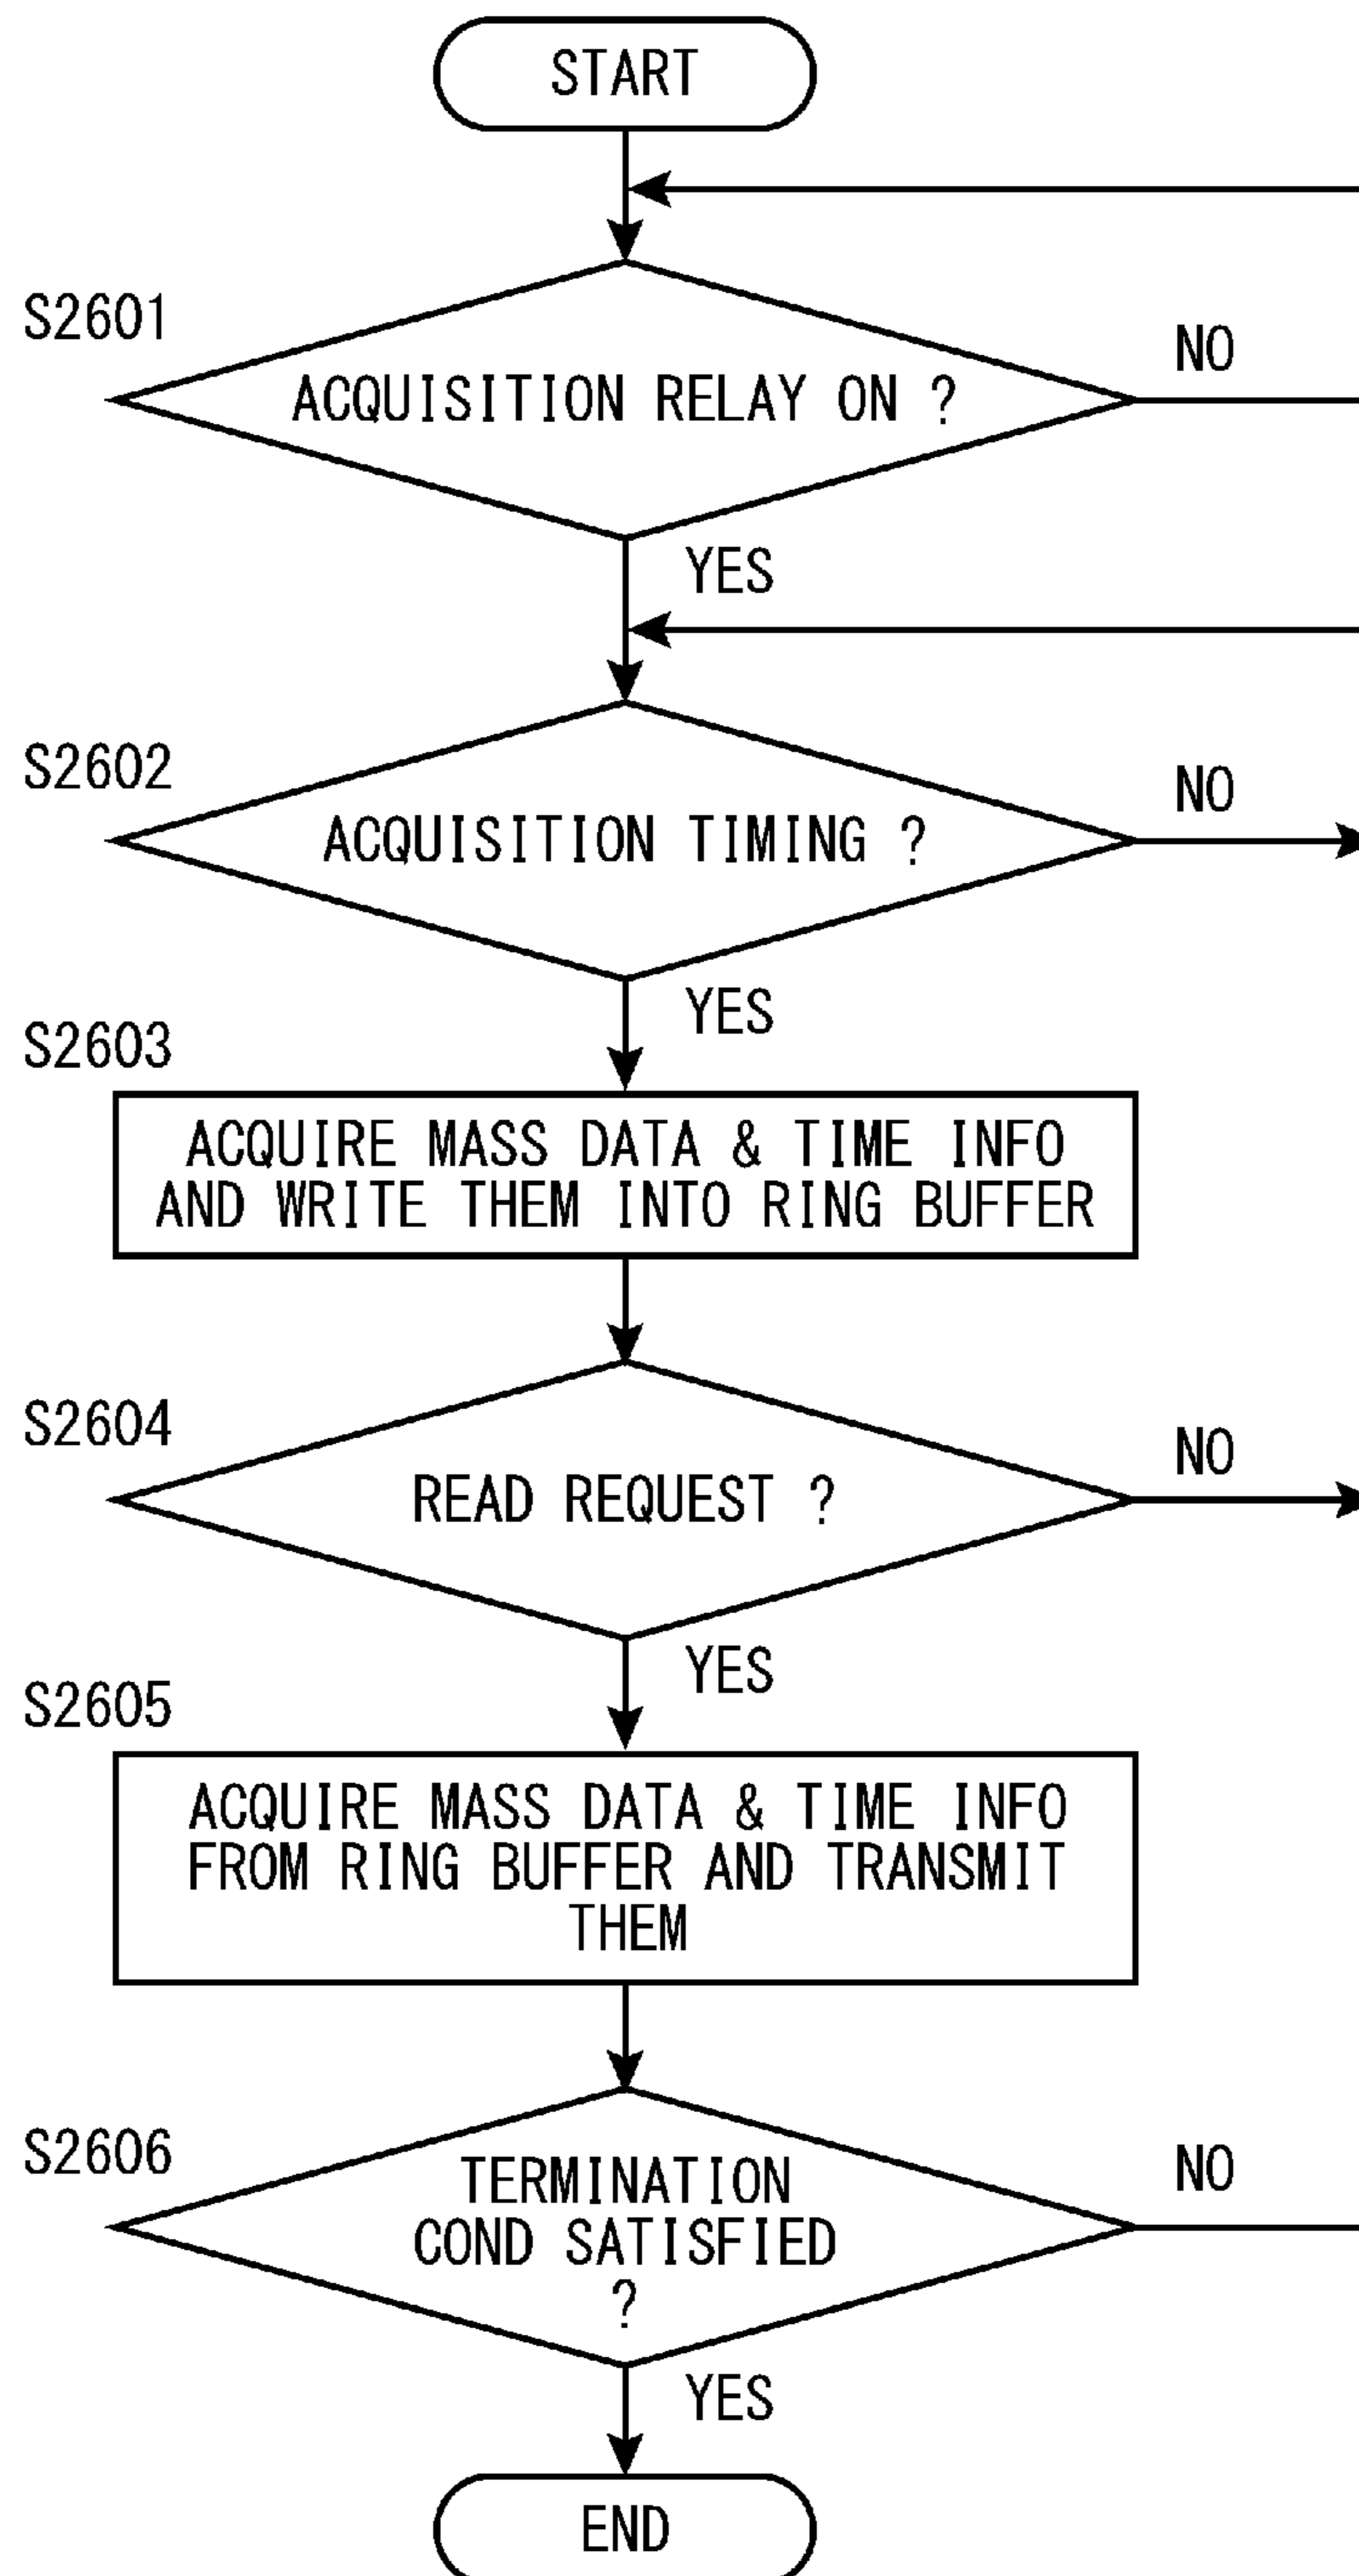 START
S2601
ACQUISITION RELAY ON ?
NO
YES
S2602
ACQUISITION TIMING ?
NO
YES
S2603
ACQUIRE MASS DATA & TIME INFO
AND WRITE THEM INTO RING BUFFER
S2604
READ REQUEST ?
NO
YES
S2605
ACQUIRE MASS DATA & TIME INFO
FROM RING BUFFER AND TRANSMIT
THEM
S2606
TERMINATION
COND SATISFIED
?
NO
YES
END